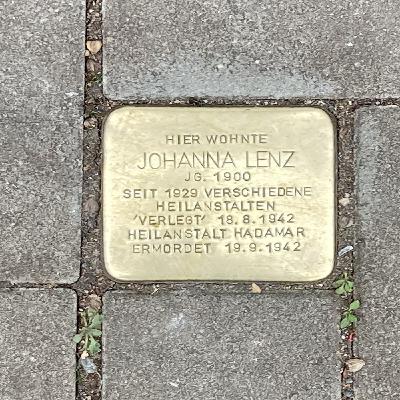 HIER WOHNTE
JOHANNA LENZ
JG. 1900
SEIT 1929 VERSCHIEDENE
HEILANSTALTEN
'VERLEGT' 18.8.1942
HEILANSTALT HADAMAR
ERMORDET 19.9.1942